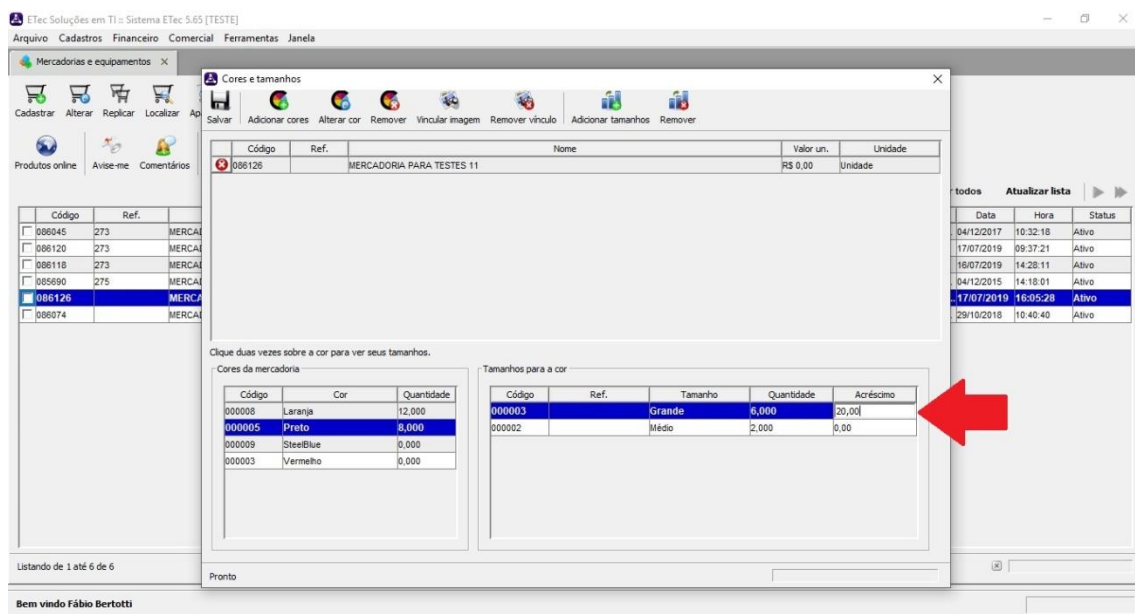 ETec Soluções em TI :: Sistema ETec 5.65 [TESTE]
Arquivo Cadastros Financeiro Comercial Ferramentas Janela
Mercadorias e equipamentos
Cadastrar Alterar Replicar Localizar Ap
Produtos online Avise-me Comentários
Cores e tamanhos
Salvar Adicionar cores Alterar cor Remover Vincular imagem Remover vínculo Adicionar tamanhos Remover
Código Ref. Nome Valor un. Unidade
086126 MERCADORIA PARA TESTES 11 R$ 0,00 Unidade
todos Atualizar lista
Código Ref. Data Hora Status
086045 273 MERCA 04/12/2017 10:32:18 Ativo
086120 273 MERCA 17/07/2019 09:37:21 Ativo
086118 273 MERCA 16/07/2019 14:28:11 Ativo
085690 275 MERCA 04/12/2015 14:18:01 Ativo
086126 MERCA 17/07/2019 16:05:28 Ativo
086074 MERCA 29/10/2018 10:40:40 Ativo
Clique duas vezes sobre a cor para ver seus tamanhos.
Cores da mercadoria
Código Cor Quantidade
000008 Laranja 12,000
000005 Preto 8,000
000009 SteelBlue 0,000
000003 Vermelho 0,000
Tamanhos para a cor
Código Ref. Tamanho Quantidade Acréscimo
000003 Grande 6,000 20,00
000002 Médio 2,000 0,00
Listando de 1 até 6 de 6
Pronto
Bem vindo Fábio Bertotti